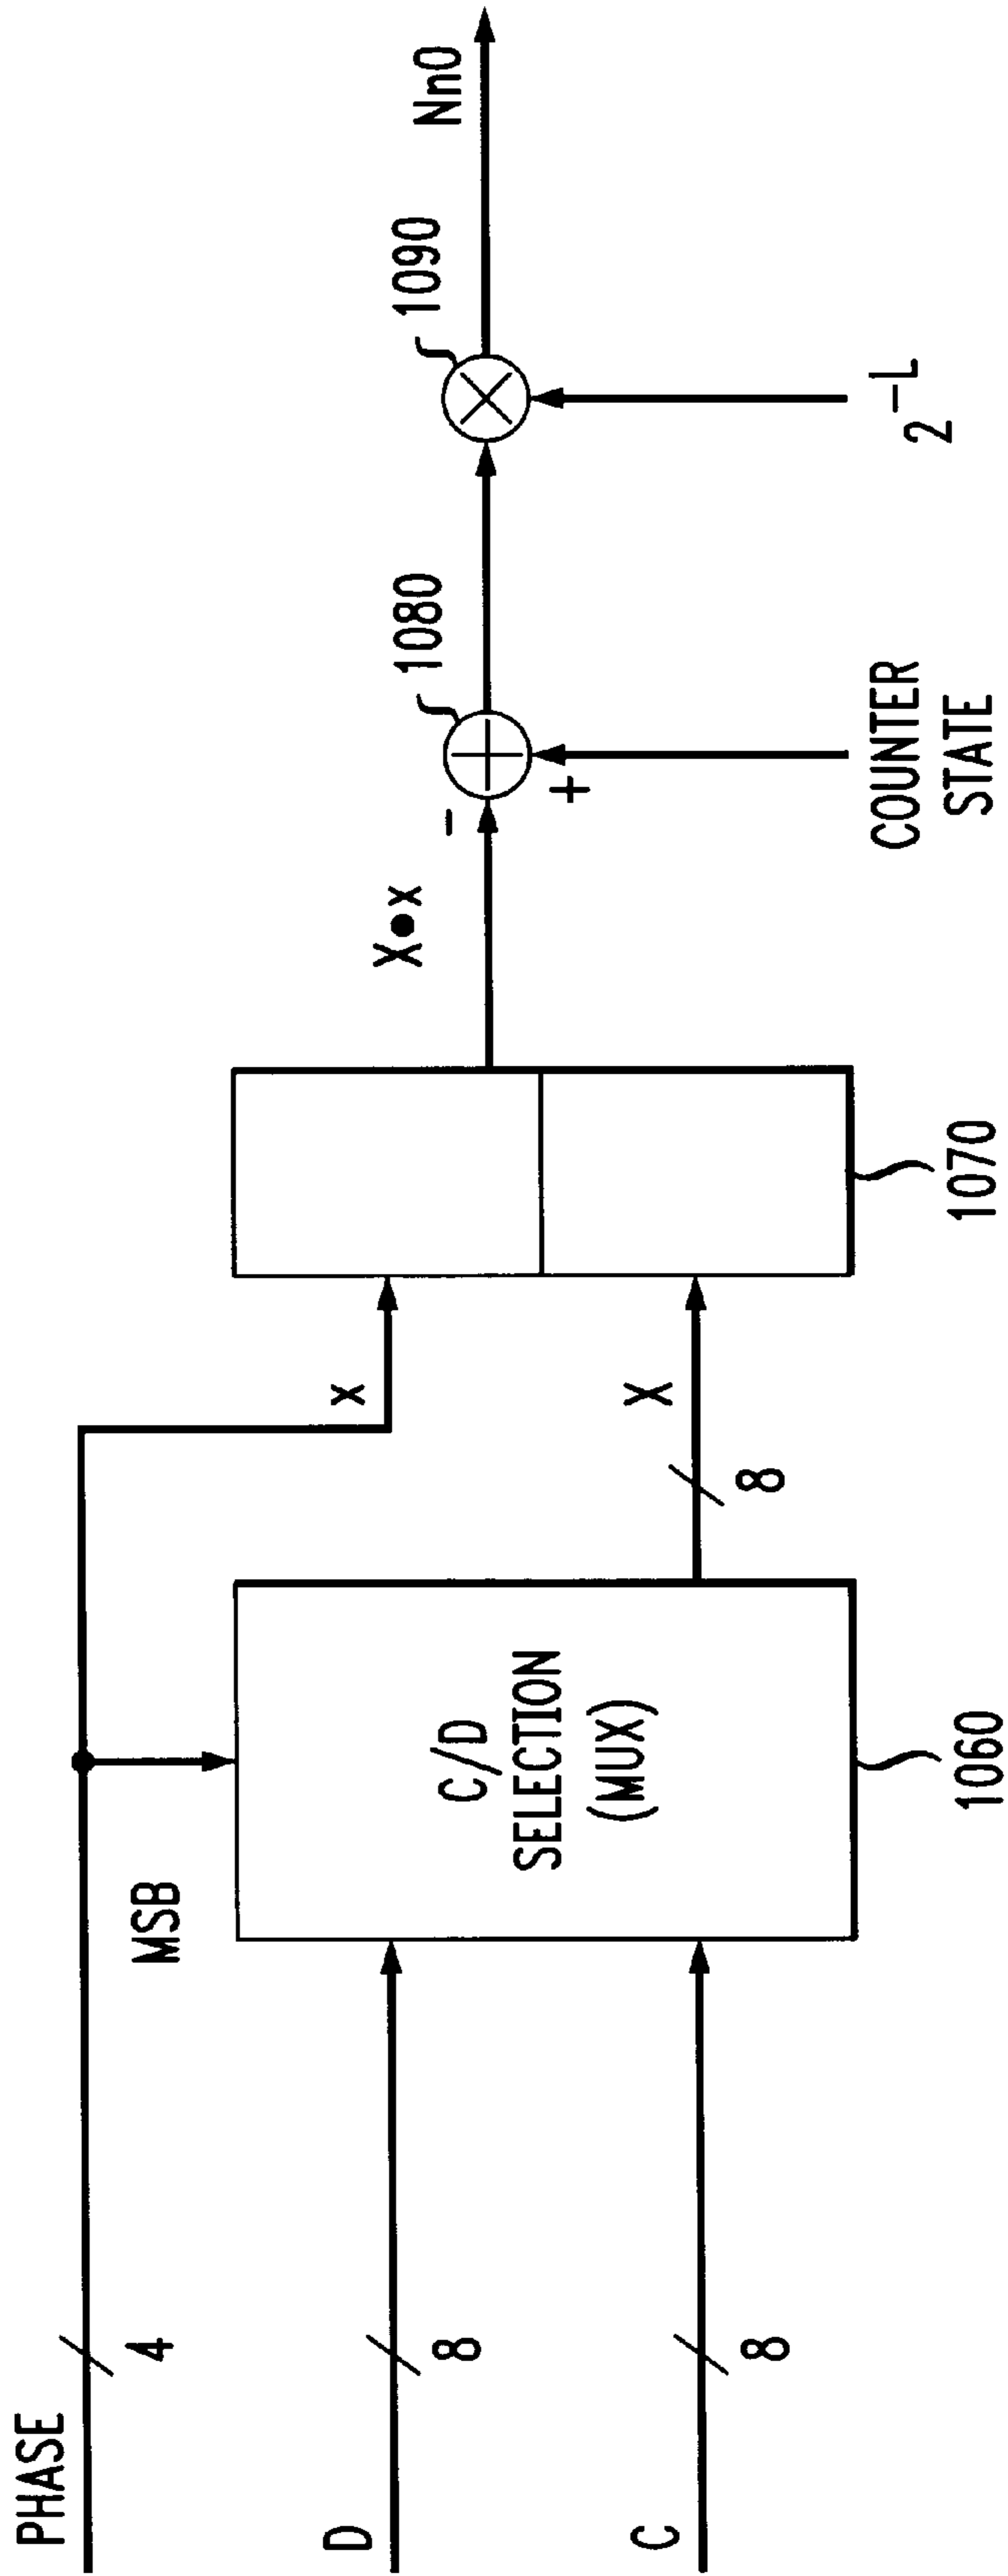 PHASE
4
MSB
D
8
C
8
C/D
SELECTION
(MUX)
1060
x
X
8
1070
X•x
-
+
1080
COUNTER
STATE
1090
2^-L
Nn0